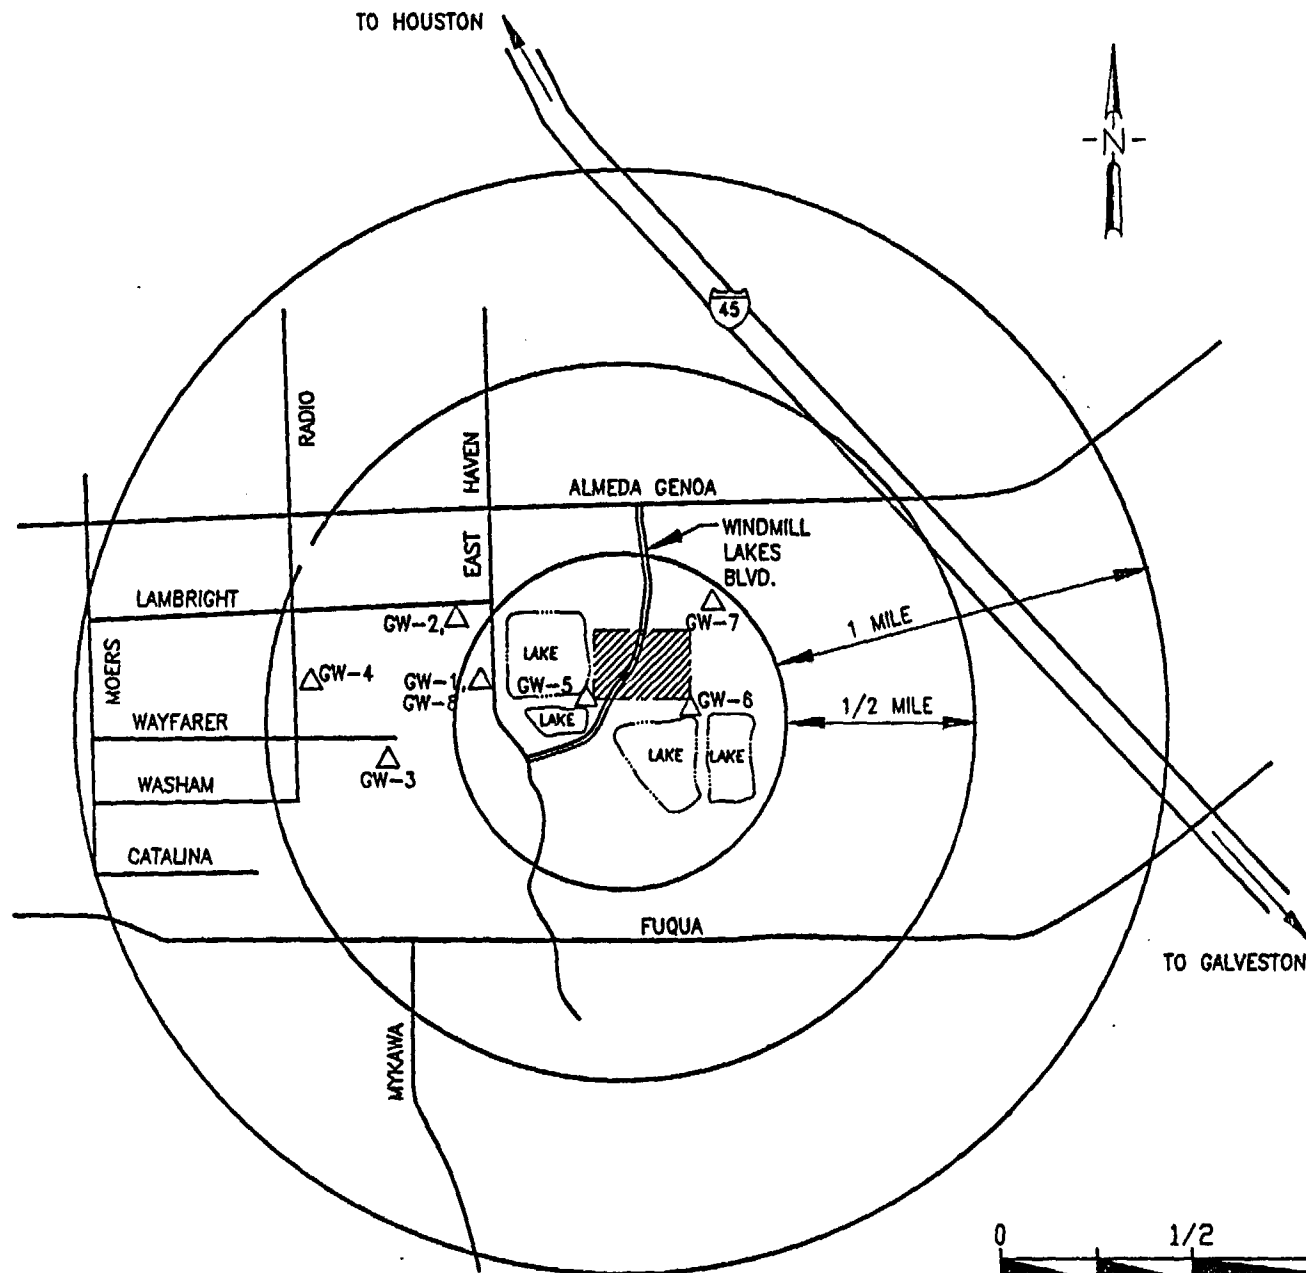 TO HOUSTON
N
45
RADIO
EAST HAVEN
ALMEDA GENOA
WINDMILL
LAKES
BLVD.
LAMBRIGHT
GW-2,
GW-7
1 MILE
MOERS
LAKE
GW-4
GW-1,
GW-8
GW-5
GW-6
1/2 MILE
WAYFARER
LAKE
LAKE
LAKE
GW-3
WASHAM
CATALINA
FUQUA
TO GALVESTON
MYKAWA
0
1/2